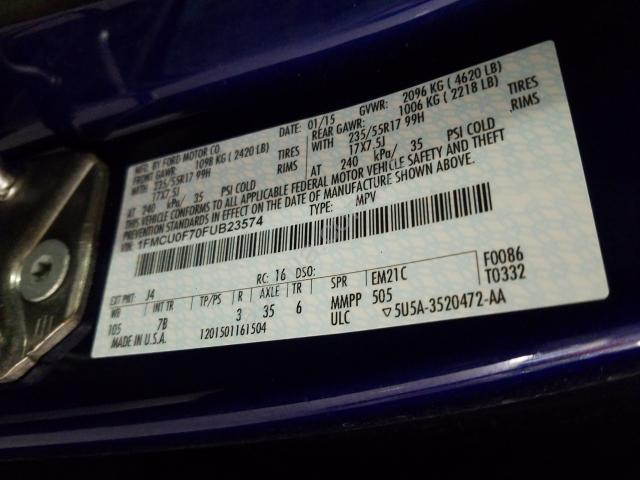 MFG. BY FORD MOTOR CO.
DATE: 01/15 GVWR: 2096 KG ( 4620 LB)
FRONT GAWR: 1098 KG ( 2420 LB) REAR GAWR: 1006 KG ( 2218 LB)
WITH 235/55R17 99H TIRES WITH 235/55R17 99H TIRES
17X7.5J RIMS 17X7.5J RIMS
AT 240 kPa/ 35 PSI COLD AT 240 kPa/ 35 PSI COLD
THIS VEHICLE CONFORMS TO ALL APPLICABLE FEDERAL MOTOR VEHICLE SAFETY AND THEFT
PREVENTION STANDARDS IN EFFECT ON THE DATE OF MANUFACTURE SHOWN ABOVE.
VIN: 1FMCU0F70FUB23574 TYPE: MPV
EXT PNT: J4 RC: 16 DSO: F0086
WB INT TR TP/PS R AXLE TR SPR EM21C T0332
105 7B 3 35 6 MMPP 505
MADE IN U.S.A. 1201501161504 ULC ▽5U5A-3520472-AA